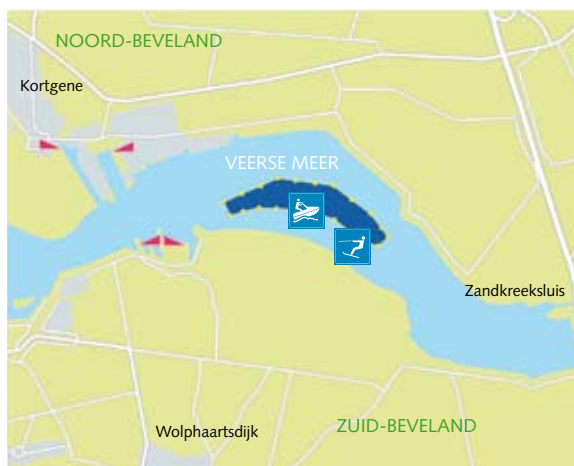 NOORD-BEVELAND
Kortgene
VEERSE MEER
Zandkreeksluis
ZUID-BEVELAND
Wolphaartsdijk